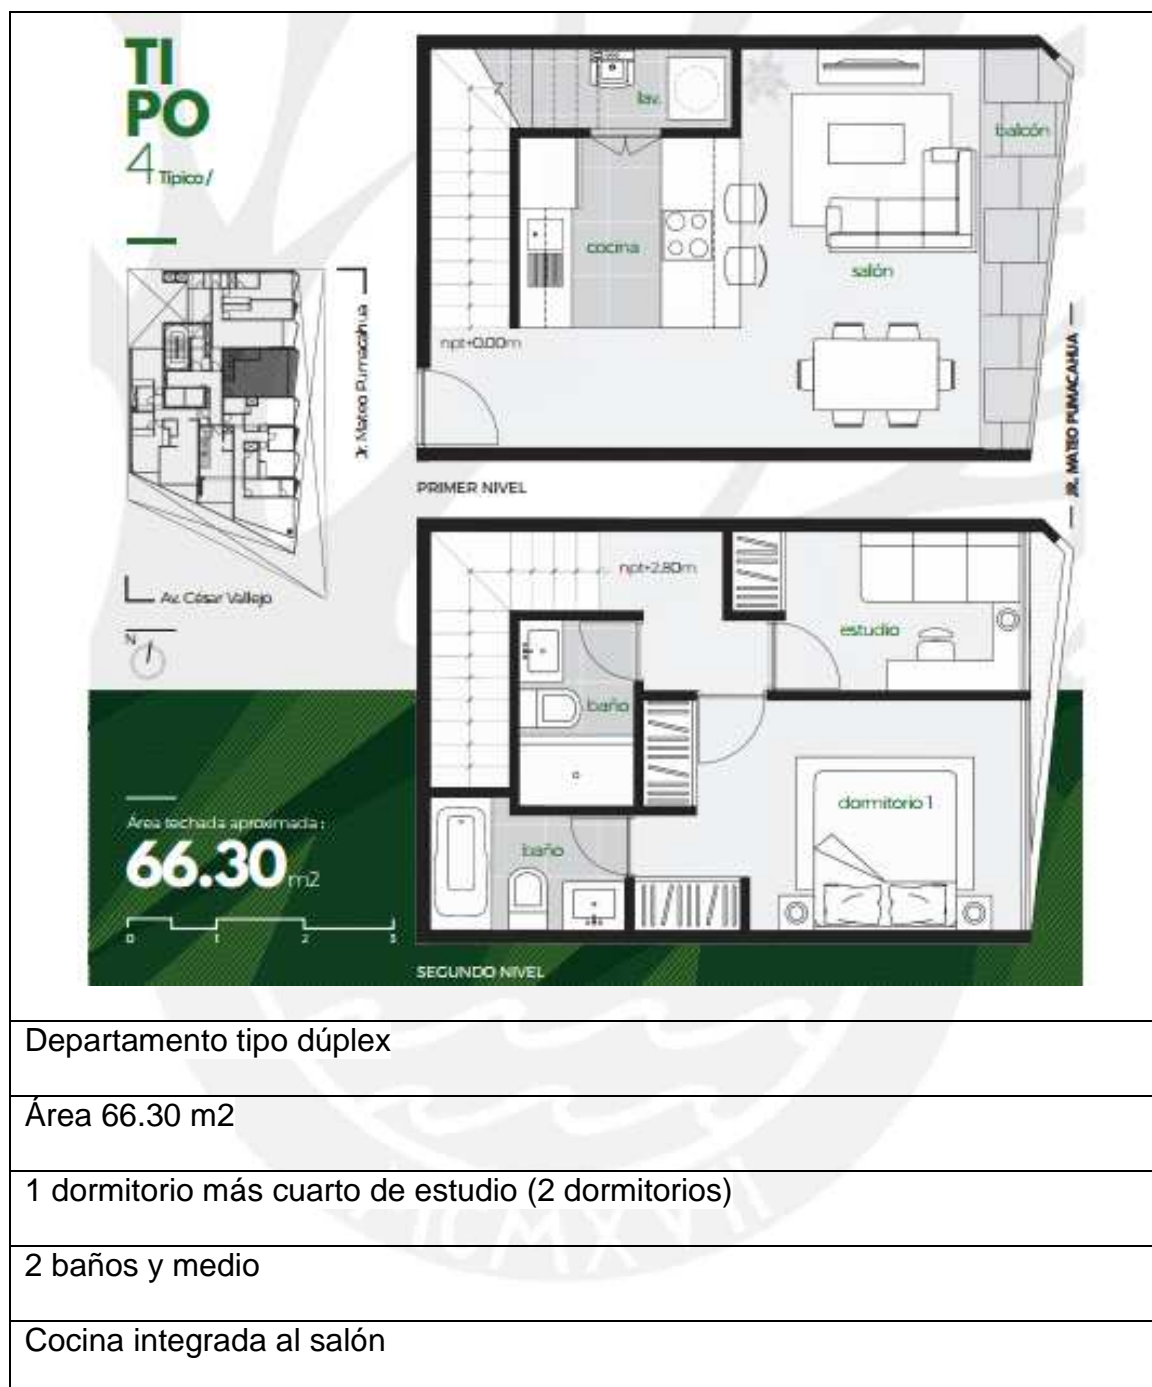 TI
PO
4 Típico/
Jr. Mateo Pumacahua
Av. César Vallejo
N
Área techada aproximada:
66.30 m2
0 1 2 3
lav.
balcón
cocina
salón
npt+0.00m
JR. MATEO PUMACAHUA
PRIMER NIVEL
npt+2.80m
estudio
baño
dormitorio 1
baño
SEGUNDO NIVEL
Departamento tipo dúplex
Área 66.30 m2
1 dormitorio más cuarto de estudio (2 dormitorios)
2 baños y medio
Cocina integrada al salón
MCMXVII